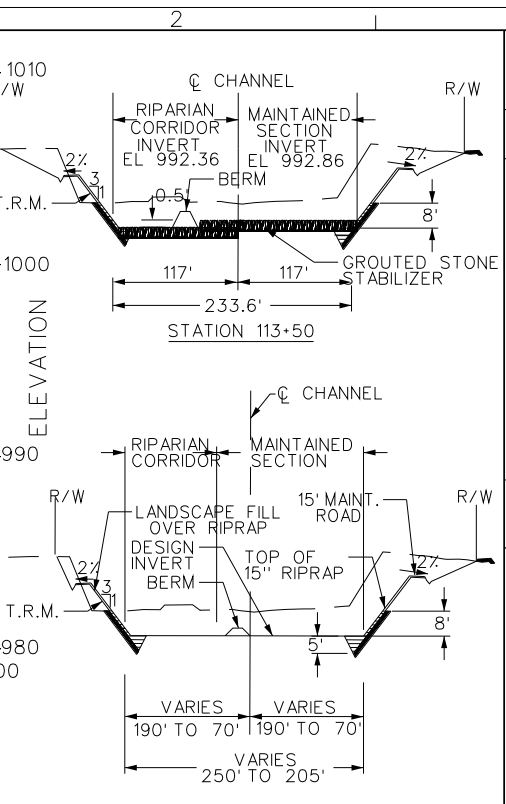 2
1010
/W
℄ CHANNEL
R/W
RIPARIAN
CORRIDOR
INVERT
EL 992.36
MAINTAINED
SECTION
INVERT
EL 992.86
2%
2%
3
1
BERM
0.5'
T.R.M.
8'
1000
GROUTED STONE
STABILIZER
117'
117'
233.6'
STATION 113+50
ELEVATION
℄ CHANNEL
990
RIPARIAN
CORRIDOR
MAINTAINED
SECTION
R/W
R/W
LANDSCAPE FILL
OVER RIPRAP
15' MAINT.
ROAD
DESIGN
INVERT
BERM
TOP OF
15" RIPRAP
2%
2%
3
1
T.R.M.
8'
5'
980
00
VARIES
190' TO 70'
VARIES
190' TO 70'
VARIES
250' TO 205'